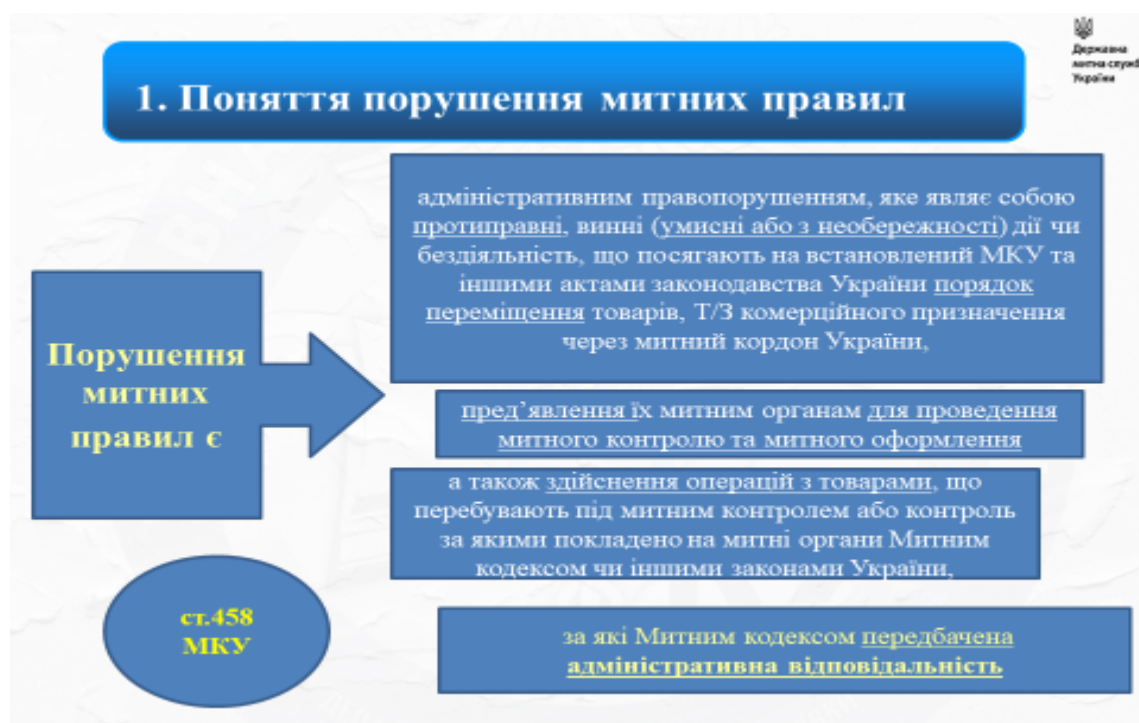 Державна
митна служб
України
1. Поняття порушення митних правил
адміністративним правопорушенням, яке являє собою
протиправні, винні (умисні або з необережності) дії чи
бездіяльність, що посягають на встановлений МКУ та
іншими актами законодавства України порядок
переміщення товарів, Т/З комерційного призначення
через митний кордон України,
Порушення
митних
правил є
пред’явлення їх митним органам для проведення
митного контролю та митного оформлення
а також здійснення операцій з товарами, що
перебувають під митним контролем або контроль
за якими покладено на митні органи Митним
кодексом чи іншими законами України,
ст.458
МКУ
за які Митним кодексом передбачена
адміністративна відповідальність